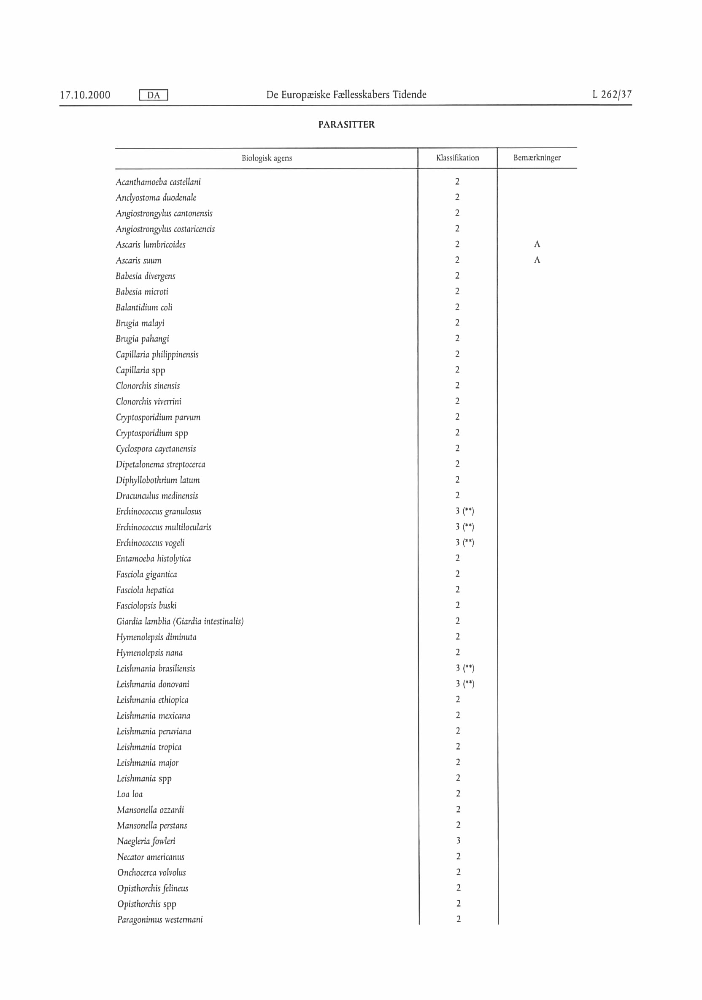 17.10.2000 DA De Europæiske Fællesskabers Tidende L 262/37
PARASITTER
Biologisk agens Klassifikation Bemærkninger
Acanthamoeba castellani 2
Anclyostoma duodenale 2
Angiostrongylus cantonensis 2
Angiostrongylus costaricencis 2
Ascaris lumbricoides 2 A
Ascaris suum 2 A
Babesia divergens 2
Babesia microti 2
Balantidium coli 2
Brugia malayi 2
Brugia pahangi 2
Capillaria philippinensis 2
Capillaria spp 2
Clonorchis sinensis 2
Clonorchis viverrini 2
Cryptosporidium parvum 2
Cryptosporidium spp 2
Cyclospora cayetanensis 2
Dipetalonema streptocerca 2
Diphyllobothrium latum 2
Dracunculus medinensis 2
Erchinococcus granulosus 3 (**)
Erchinococcus multilocularis 3 (**)
Erchinococcus vogeli 3 (**)
Entamoeba histolytica 2
Fasciola gigantica 2
Fasciola hepatica 2
Fasciolopsis buski 2
Giardia lamblia (Giardia intestinalis) 2
Hymenolepsis diminuta 2
Hymenolepsis nana 2
Leishmania brasiliensis 3 (**)
Leishmania donovani 3 (**)
Leishmania ethiopica 2
Leishmania mexicana 2
Leishmania peruviana 2
Leishmania tropica 2
Leishmania major 2
Leishmania spp 2
Loa loa 2
Mansonella ozzardi 2
Mansonella perstans 2
Naegleria fowleri 3
Necator americanus 2
Onchocerca volvolus 2
Opisthorchis felineus 2
Opisthorchis spp 2
Paragonimus westermani 2